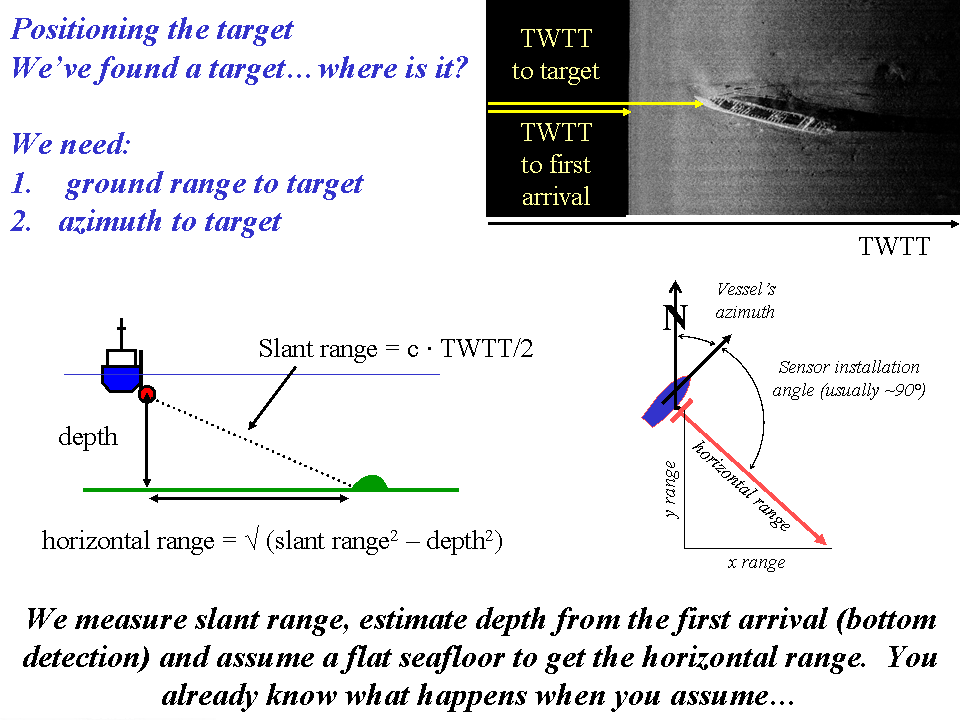 Positioning the target
We've found a target…where is it?
We need:
1. ground range to target
2. azimuth to target
TWTT
to target
TWTT
to first
arrival
TWTT
Slant range = c · TWTT/2
depth
horizontal range = √ (slant range² – depth²)
N
Vessel's
azimuth
Sensor installation
angle (usually ~90°)
horizontal range
y range
x range
We measure slant range, estimate depth from the first arrival (bottom
detection) and assume a flat seafloor to get the horizontal range. You
already know what happens when you assume…